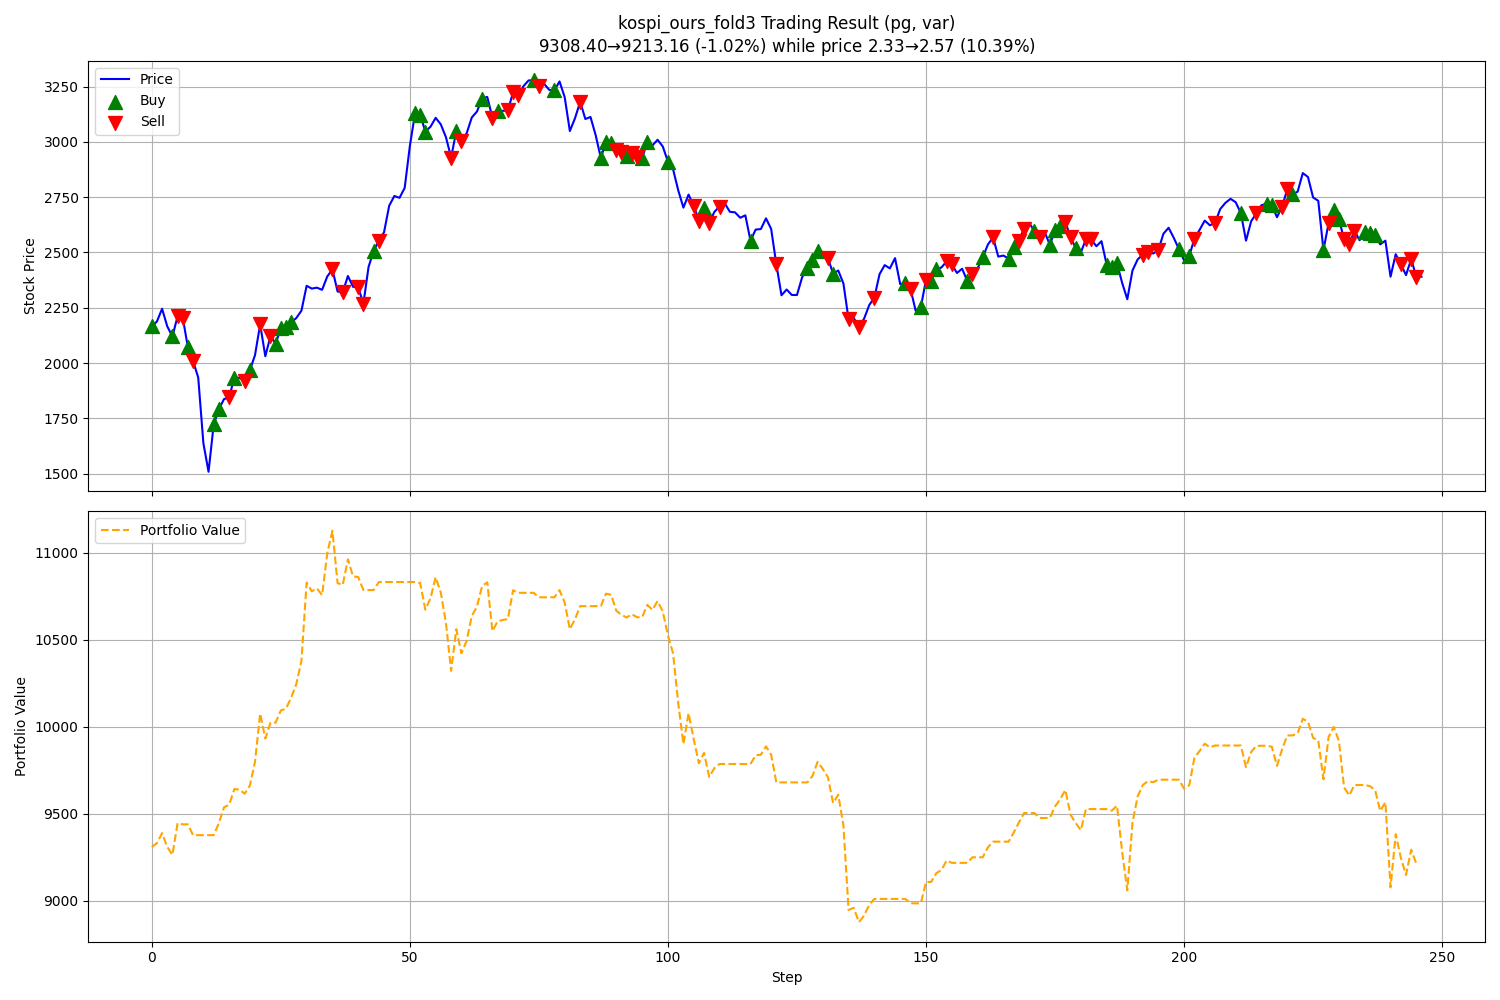 kospi_ours_fold3 Trading Result (pg, var)
9308.40→9213.16 (-1.02%) while price 2.33→2.57 (10.39%)
Price
Buy
Sell
Stock Price
3250
3000
2750
2500
2250
2000
1750
1500
Portfolio Value
Portfolio Value
11000
10500
10000
9500
9000
0
50
100
150
200
250
Step